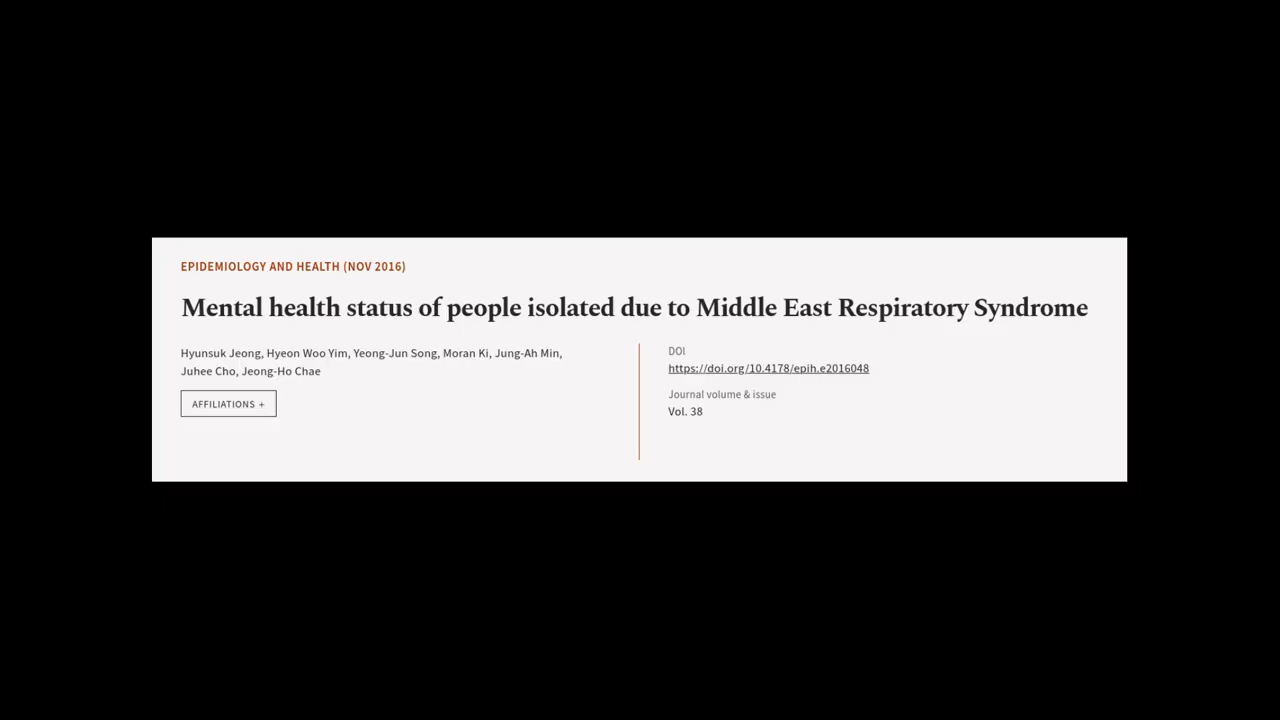 EPIDEMIOLOGY AND HEALTH (NOV 2016)
Mental health status of people isolated due to Middle East Respiratory Syndrome
Hyunsuk Jeong, Hyeon Woo Yim, Yeong-Jun Song, Moran Ki, Jung-Ah Min,
Juhee Cho, Jeong-Ho Chae
AFFILIATIONS +
DOI
https://doi.org/10.4178/epih.e2016048
Journal volume & issue
Vol. 38